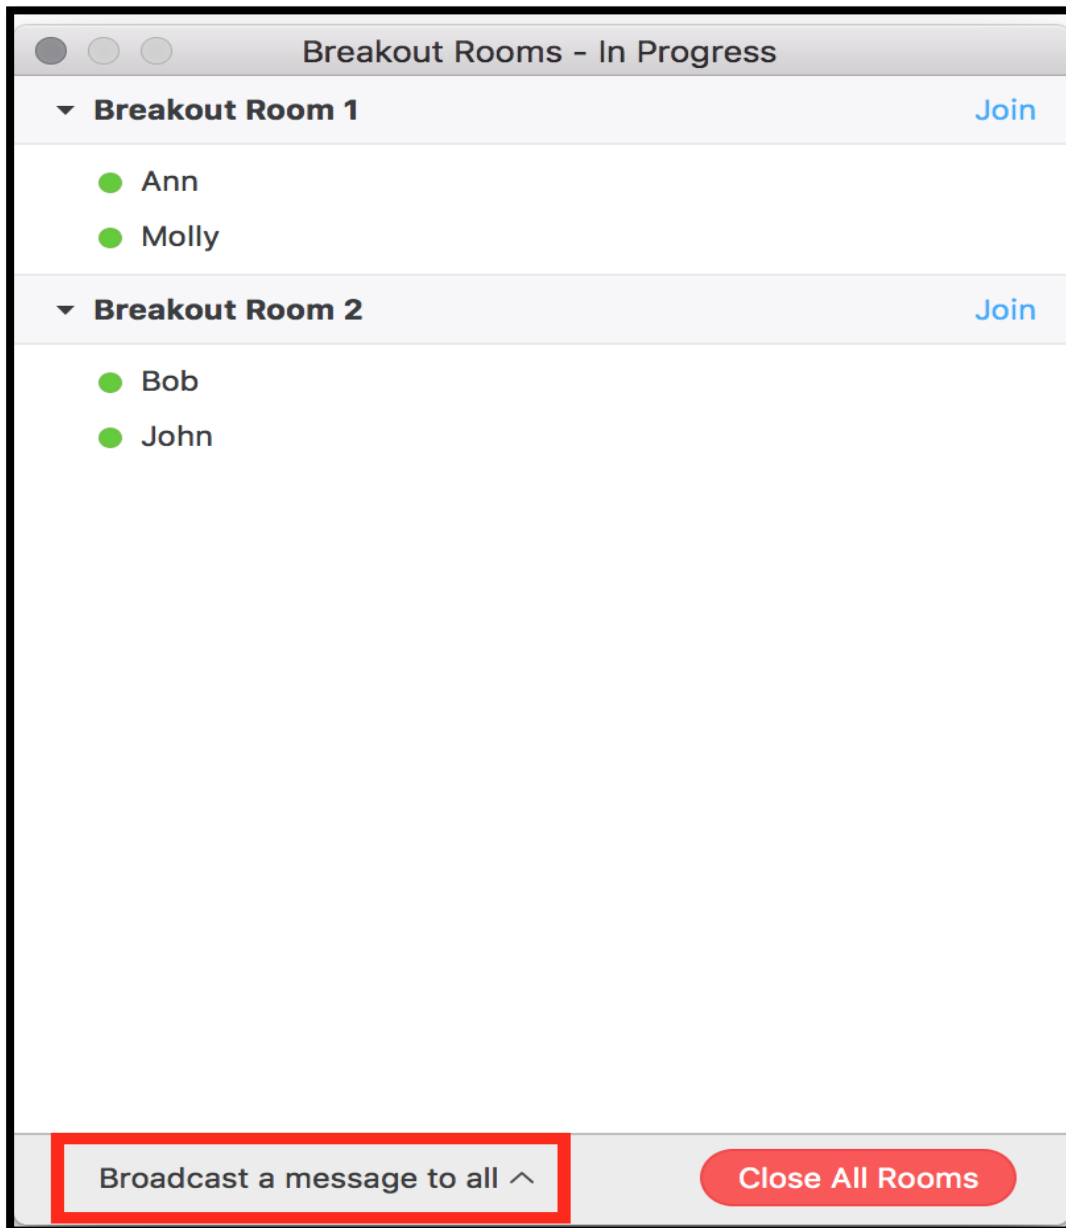 Breakout Rooms - In Progress
Breakout Room 1 Join
Ann
Molly
Breakout Room 2 Join
Bob
John
Broadcast a message to all Close All Rooms